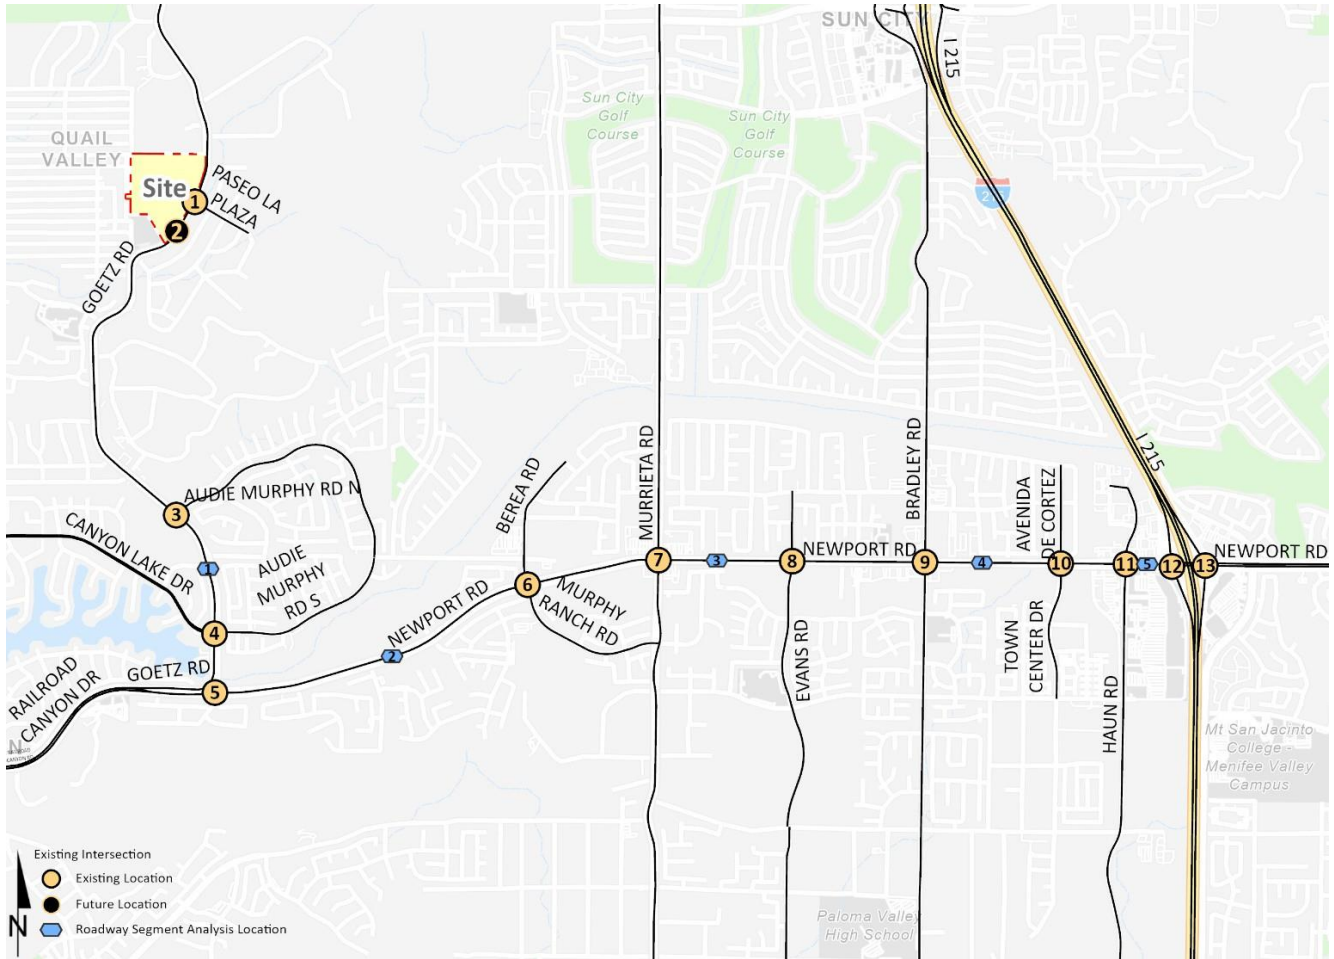 SUN CITY
I 215
Sun City
Golf
Course
Sun City
Golf
Course
QUAIL
VALLEY
Site
PASEO LA
PLAZA
1
2
GOETZ RD
I 215
MURRIETA RD
BRADLEY RD
BEREA RD
AVENIDA
DE CORTEZ
AUDIE MURPHY RD N
3
CANYON LAKE DR
1
AUDIE
MURPHY
RD S
4
NEWPORT RD
2
6
MURPHY
RANCH RD
7
3
8
NEWPORT RD
9
4
10
11
5
12
13
NEWPORT RD
GOETZ RD
5
RAILROAD
CANYON DR
EVANS RD
TOWN
CENTER DR
HAUN RD
Mt San Jacinto
College -
Menifee Valley
Campus
Paloma Valley
High School
Existing Intersection
Existing Location
Future Location
Roadway Segment Analysis Location
N